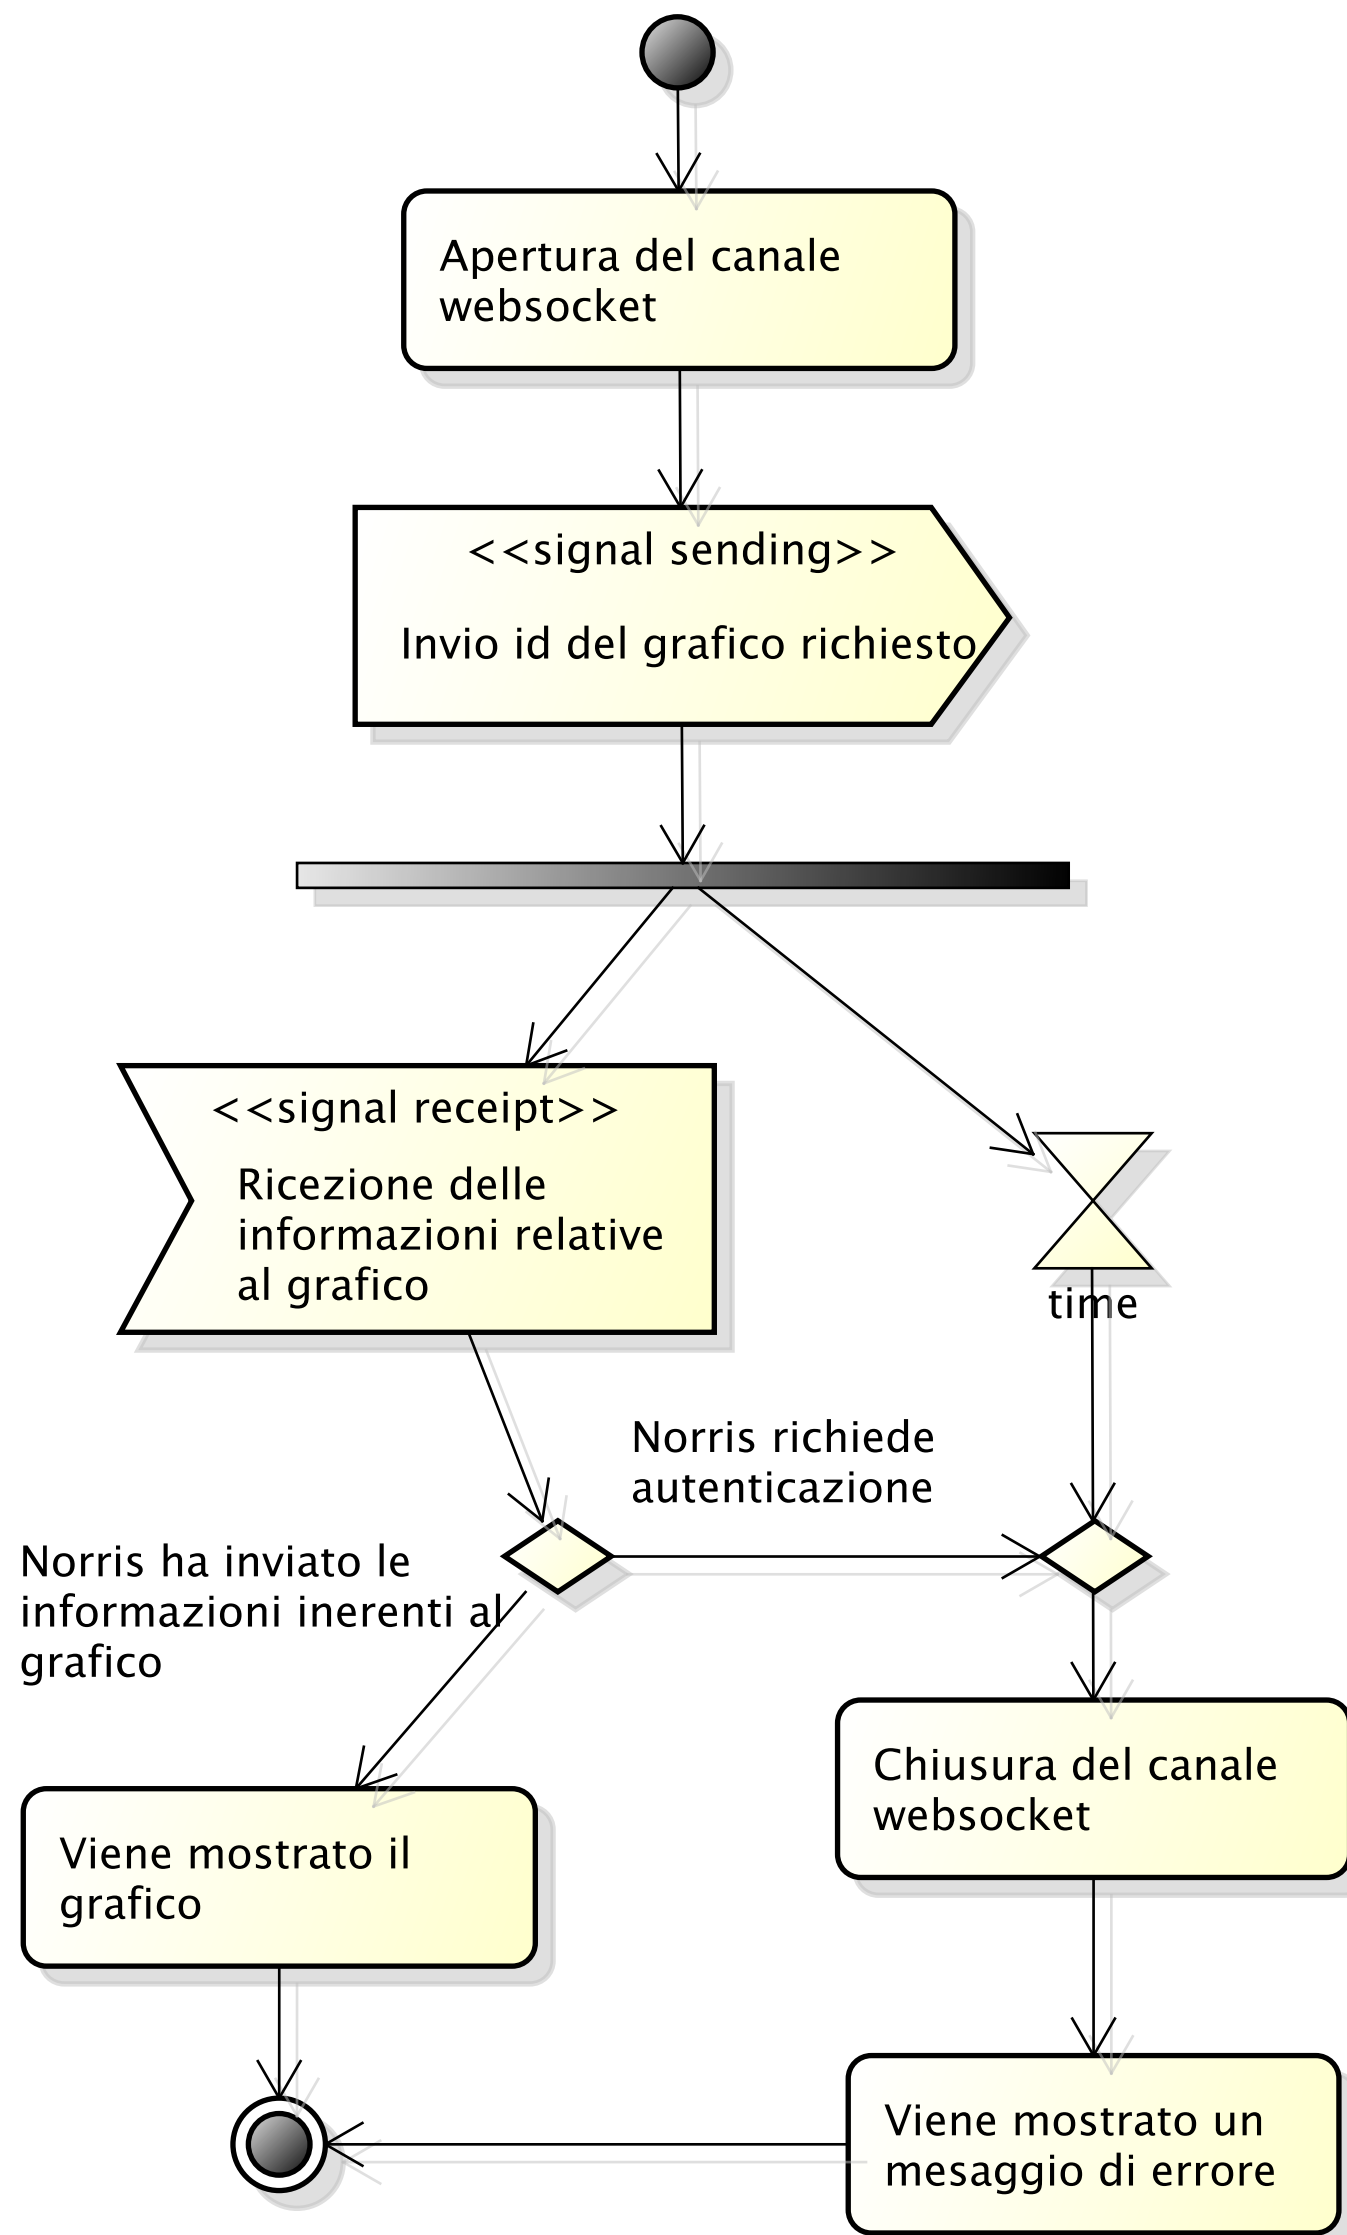 Apertura del canale
websocket
<<signal sending>>
Invio id del grafico richiesto
<<signal receipt>>
Ricezione delle
informazioni relative
al grafico
time
Norris richiede
autenticazione
Norris ha inviato le
informazioni inerenti al
grafico
Chiusura del canale
websocket
Viene mostrato il
grafico
Viene mostrato un
mesaggio di errore